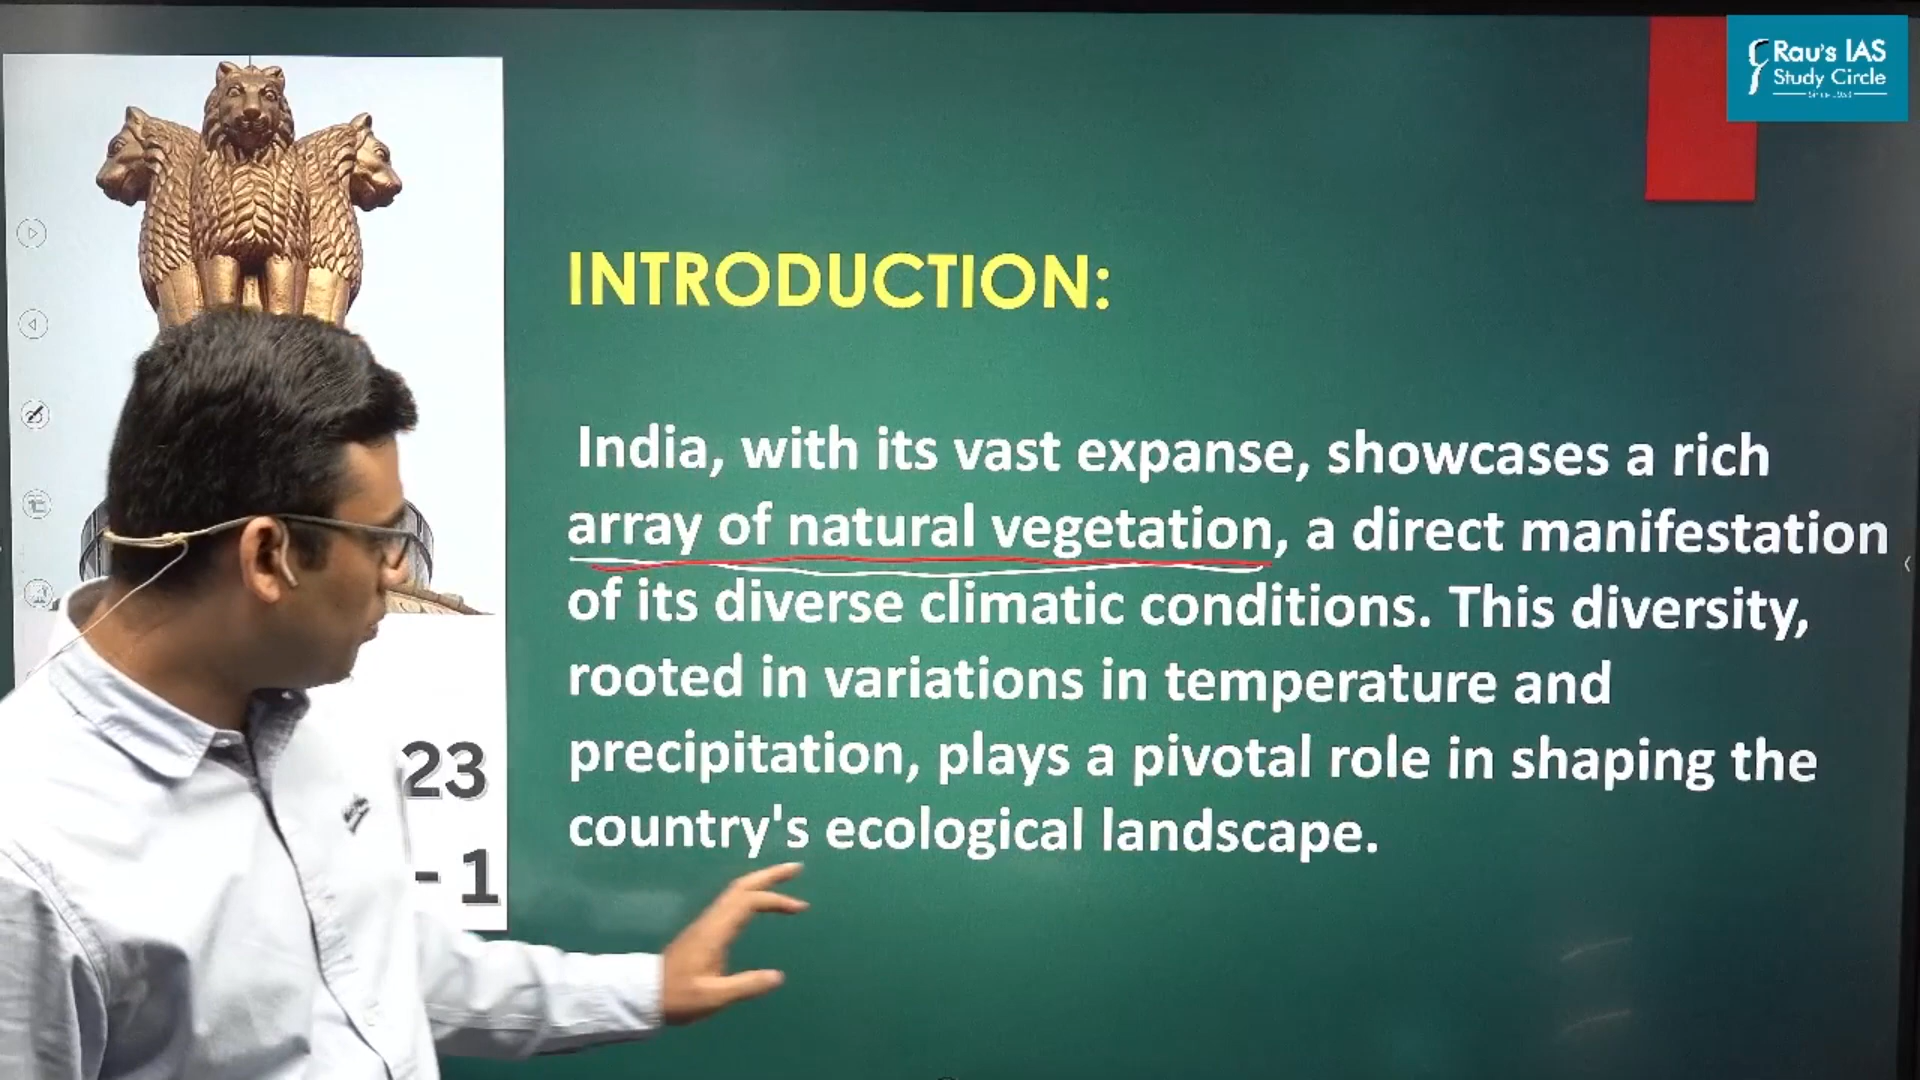 Rau's IAS
Study Circle
INTRODUCTION:
India, with its vast expanse, showcases a rich
array of natural vegetation, a direct manifestation
of its diverse climatic conditions. This diversity,
rooted in variations in temperature and
precipitation, plays a pivotal role in shaping the
country's ecological landscape.
23
- 1